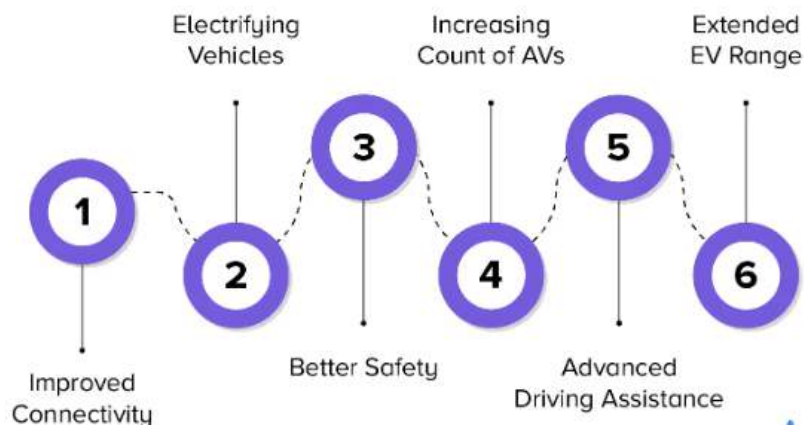 Electrifying
Vehicles
Increasing
Count of AVs
Extended
EV Range
1
2
3
4
5
6
Improved
Connectivity
Better Safety
Advanced
Driving Assistance